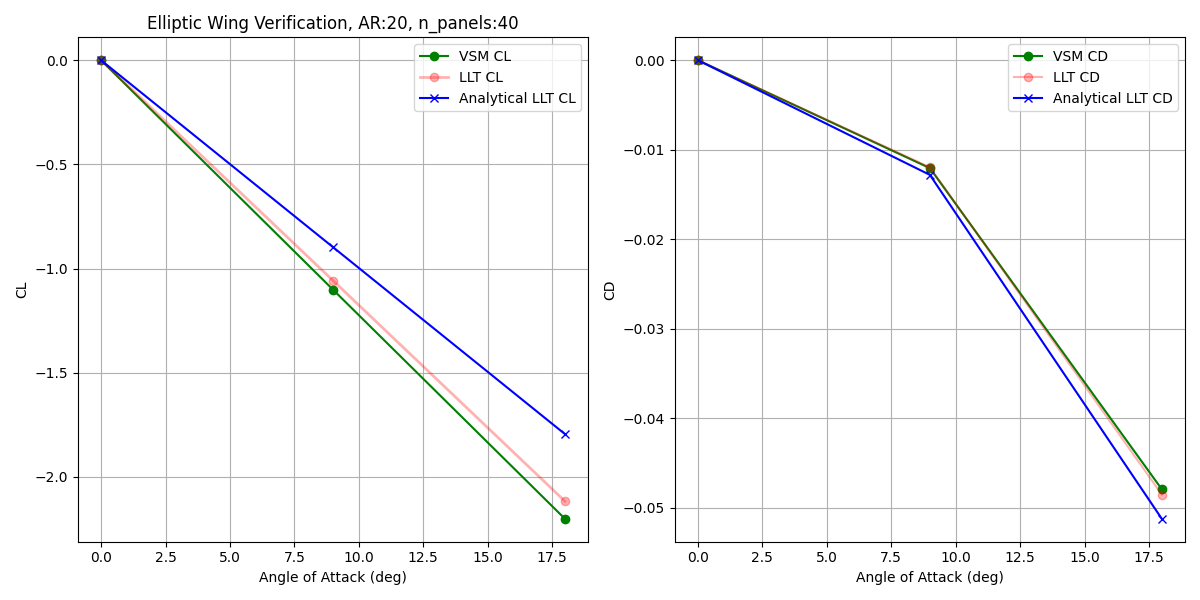 Elliptic Wing Verification, AR:20, n_panels:40
VSM CL
LLT CL
Analytical LLT CL
0.0
−0.5
−1.0
−1.5
−2.0
CL
0.0
2.5
5.0
7.5
10.0
12.5
15.0
17.5
Angle of Attack (deg)
VSM CD
LLT CD
Analytical LLT CD
0.00
−0.01
−0.02
−0.03
−0.04
−0.05
CD
0.0
2.5
5.0
7.5
10.0
12.5
15.0
17.5
Angle of Attack (deg)